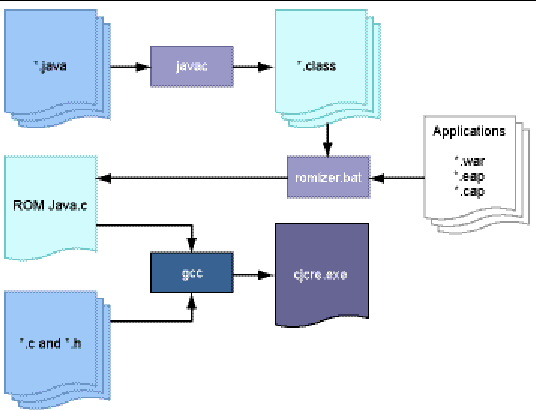 *.java
javac
*.class
Applications
*.war
*.eap
*.cap
romizer.bat
ROM Java.c
gcc
cjcre.exe
*.c and *.h